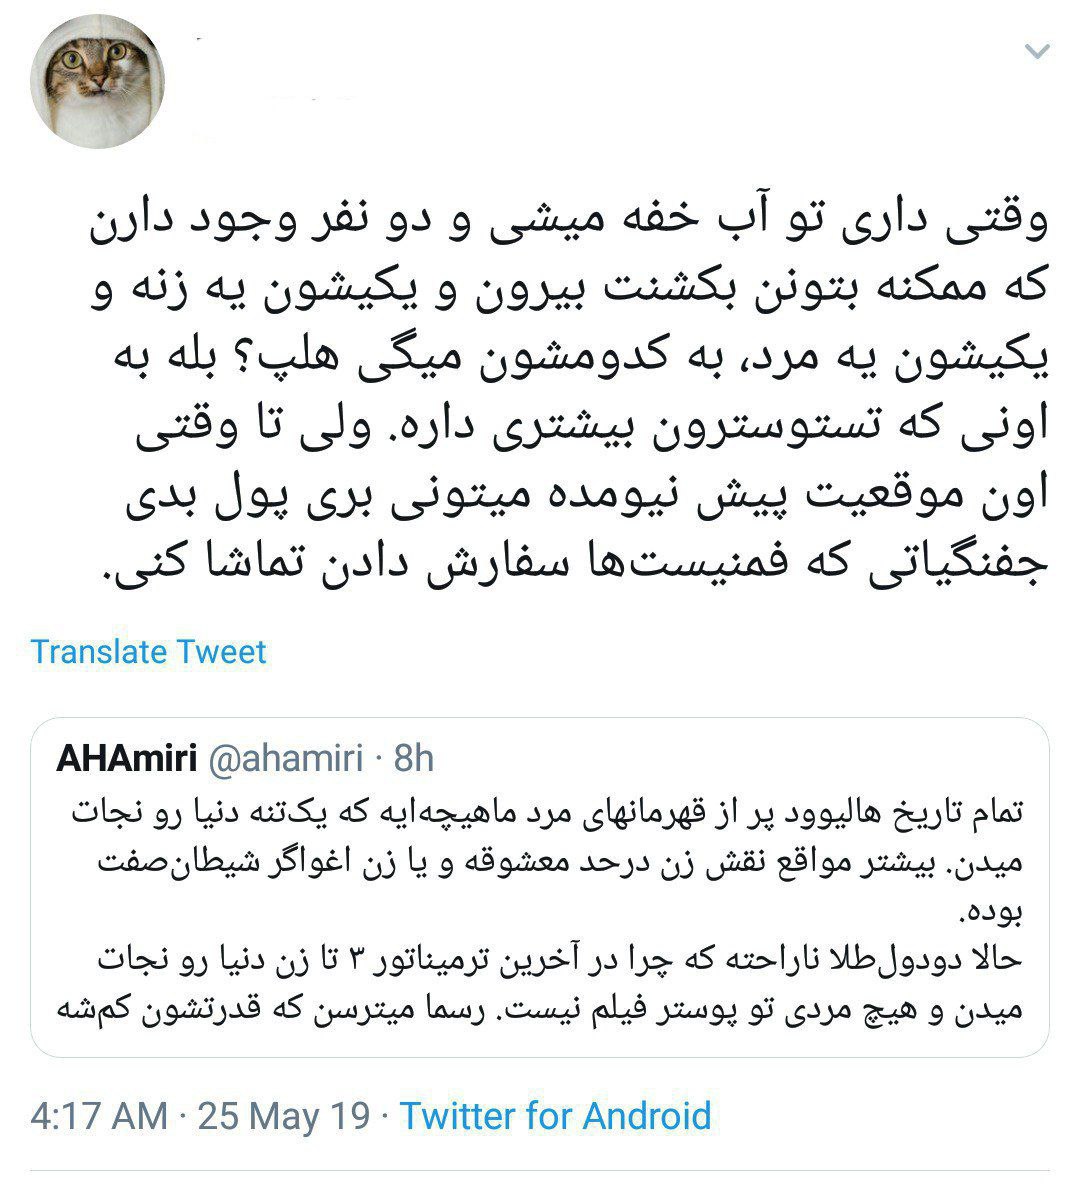 وقتی داری تو آب خفه میشی و دو نفر وجود دارن
که ممکنه بتونن بکشنت بیرون و یکیشون یه زنه و
یکیشون یه مرد، به کدومشون میگی هلپ؟ بله به
اونی که تستوسترون بیشتری داره. ولی تا وقتی
اون موقعیت پیش نیومده میتونی بری پول بدی
جفنگیاتی که فمنیست‌ها سفارش دادن تماشا کنی.
Translate Tweet
AHAmiri @ahamiri · 8h
تمام تاریخ هالیوود پر از قهرمانهای مرد ماهیچه‌ایه که یک‌تنه دنیا رو نجات
میدن. بیشتر مواقع نقش زن درحد معشوقه و یا زن اغواگر شیطان‌صفت
بوده.
حالا دودول‌طلا ناراحته که چرا در آخرین ترمیناتور ۳ تا زن دنیا رو نجات
میدن و هیچ مردی تو پوستر فیلم نیست. رسما میترسن که قدرتشون کم‌شه
4:17 AM · 25 May 19 · Twitter for Android